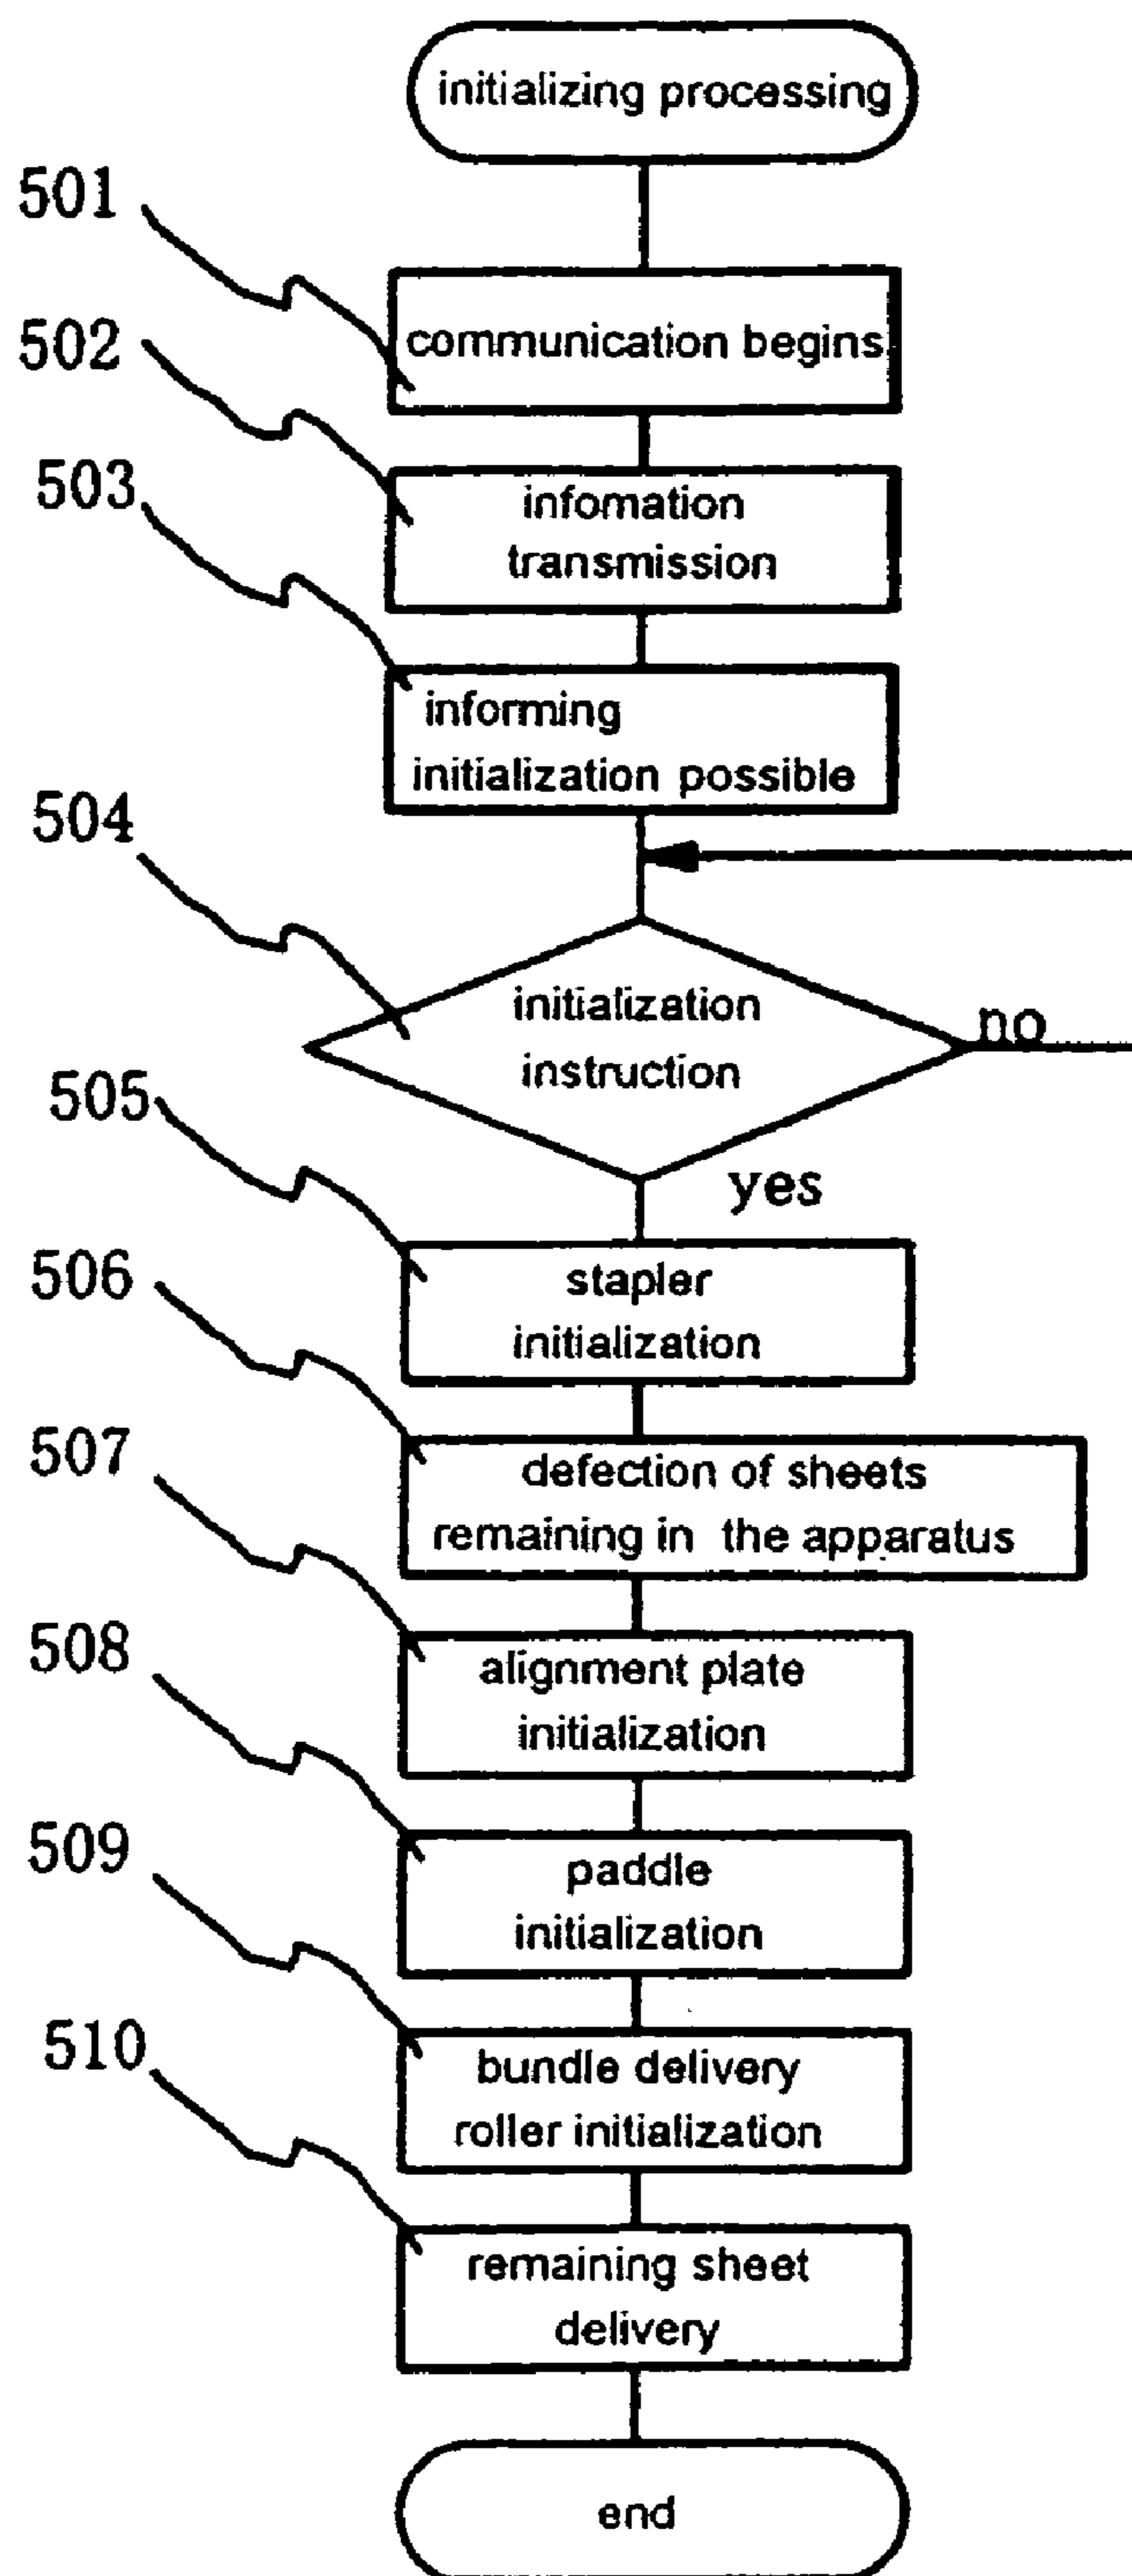 initializing processing
501
communication begins
502
infomation
transmission
503
informing
initialization possible
504
initialization
instruction
no
yes
505
stapler
initialization
506
defection of sheets
remaining in the apparatus
507
alignment plate
initialization
508
paddle
initialization
509
bundle delivery
roller initialization
510
remaining sheet
delivery
end